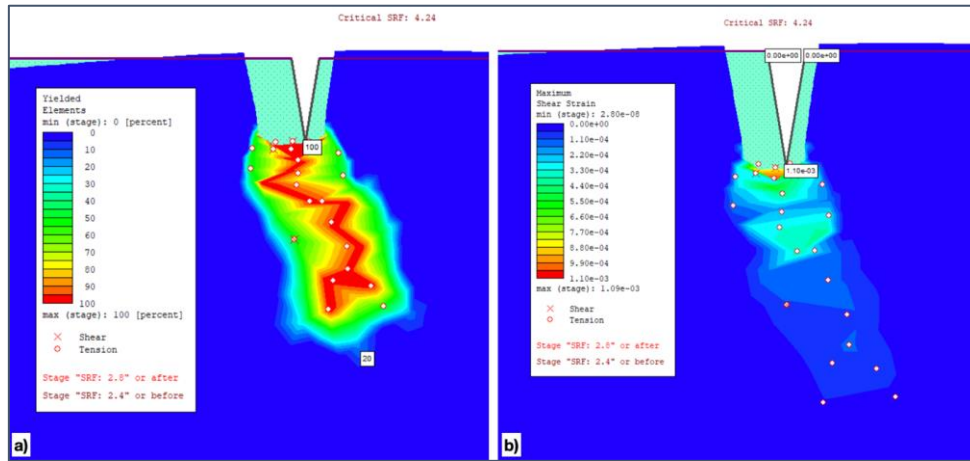 Critical SRF: 4.24
Yielded
Elements
min (stage): 0 [percent]
0
10
20
30
40
50
60
70
80
90
100
max (stage): 100 [percent]
Shear
Tension
Stage "SRF: 2.8" or after
Stage "SRF: 2.4" or before
100
20
a)
Critical SRF: 4.24
0.00e+00
0.00e+00
Maximum
Shear Strain
min (stage): 2.80e-08
0.00e+00
1.10e-04
2.20e-04
3.30e-04
4.40e-04
5.50e-04
6.60e-04
7.70e-04
8.80e-04
9.90e-04
1.10e-03
max (stage): 1.09e-03
Shear
Tension
Stage "SRF: 2.8" or after
Stage "SRF: 2.4" or before
1.10e-03
b)